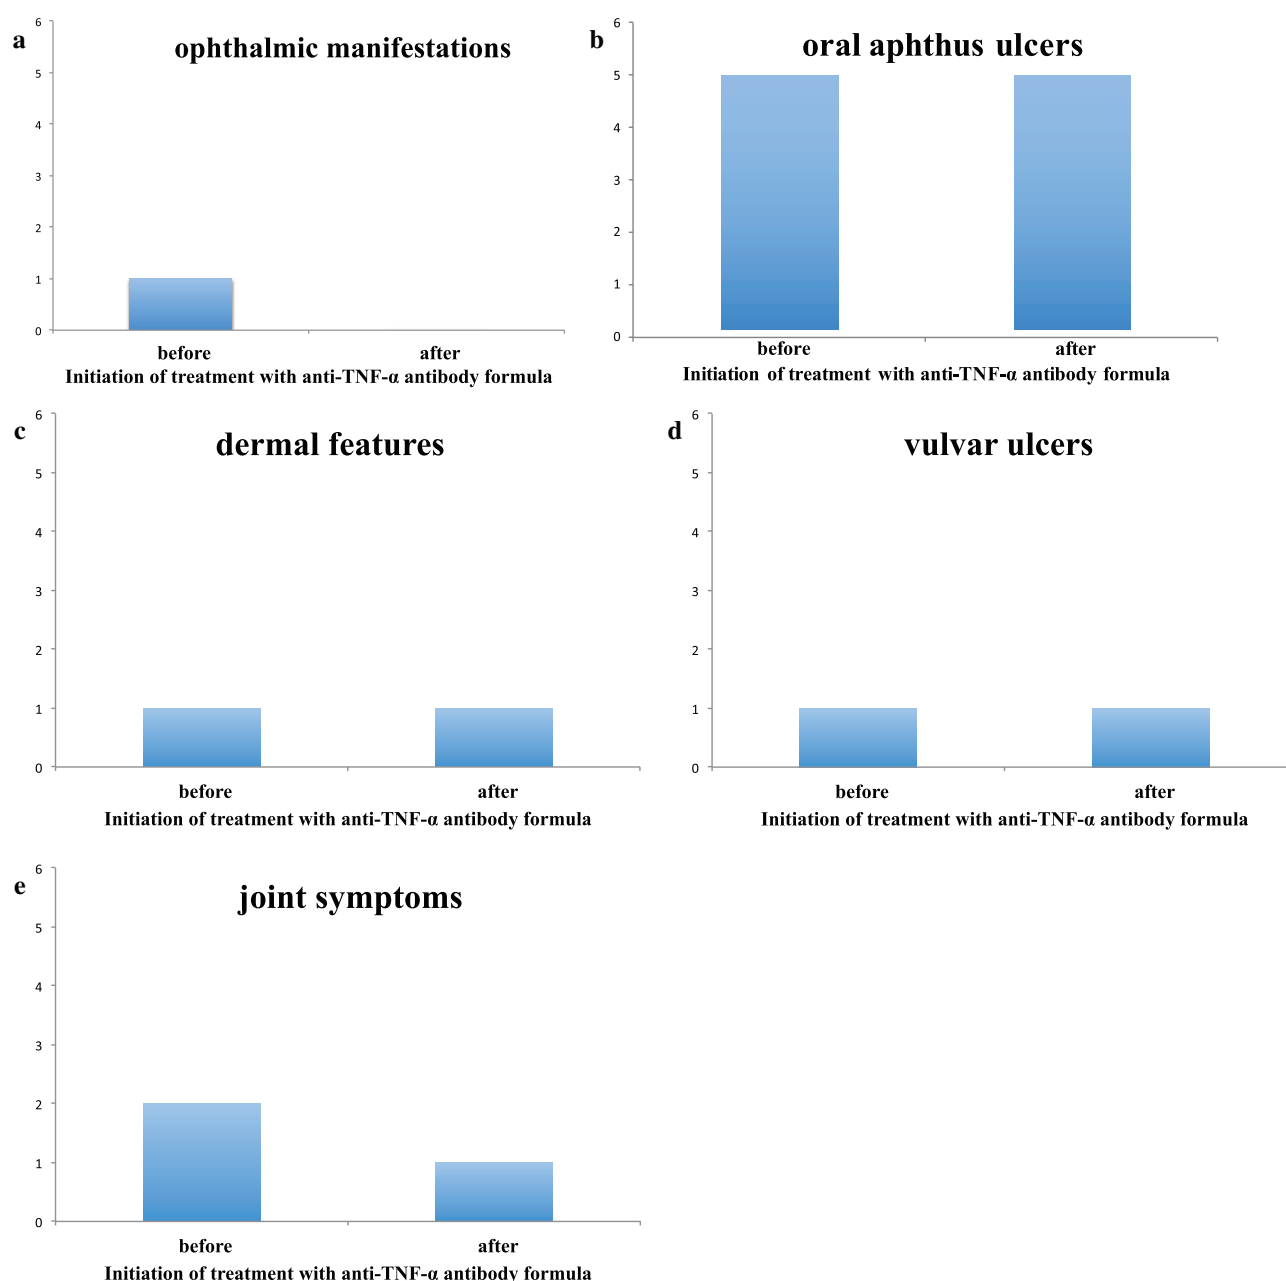 a
ophthalmic manifestations
6
5
4
3
2
1
0
before after
Initiation of treatment with anti-TNF-α antibody formula
b
oral aphthus ulcers
6
5
4
3
2
1
0
before after
Initiation of treatment with anti-TNF-α antibody formula
c
dermal features
6
5
4
3
2
1
0
before after
Initiation of treatment with anti-TNF-α antibody formula
d
vulvar ulcers
6
5
4
3
2
1
0
before after
Initiation of treatment with anti-TNF-α antibody formula
e
joint symptoms
6
5
4
3
2
1
0
before after
Initiation of treatment with anti-TNF-α antibody formula